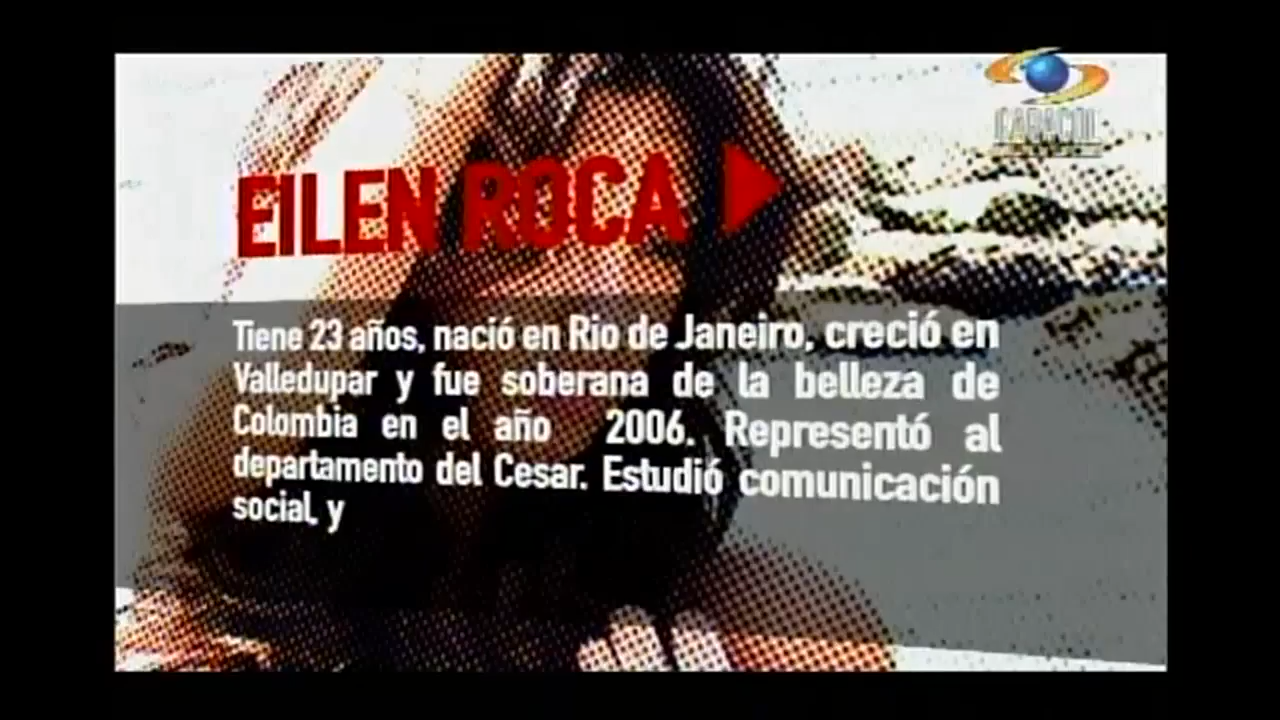 CARACOL
EILEN ROCA
Tiene 23 años, nació en Rio de Janeiro, creció en
Valledupar y fue soberana de la belleza de
Colombia en el año 2006. Representó al
departamento del Cesar. Estudió comunicación
social, y